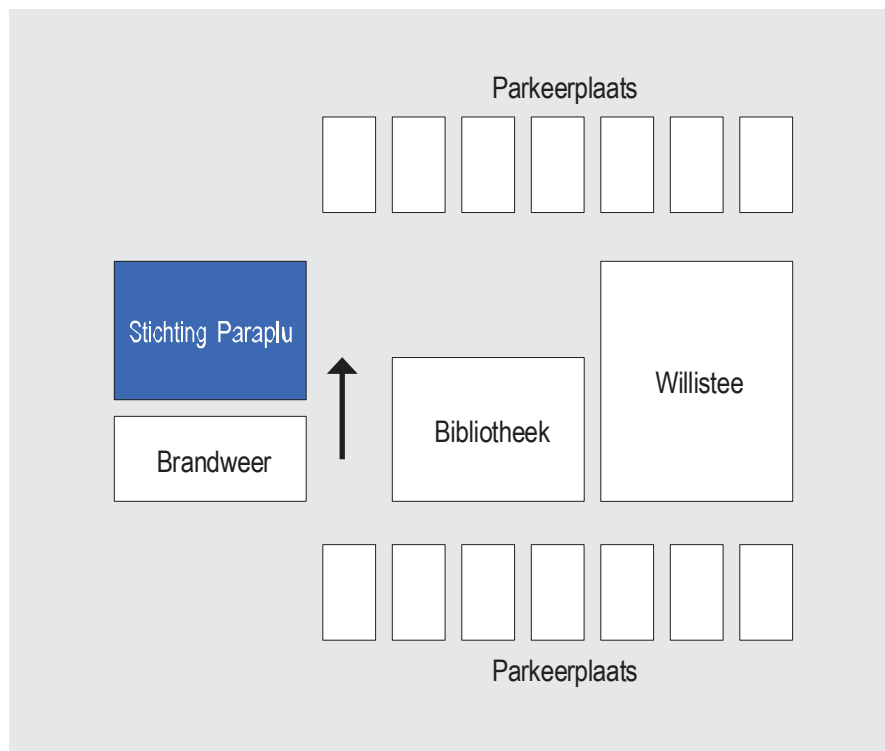 Parkeerplaats
Stichting Paraplu
Willistee
Bibliotheek
Brandweer
Parkeerplaats